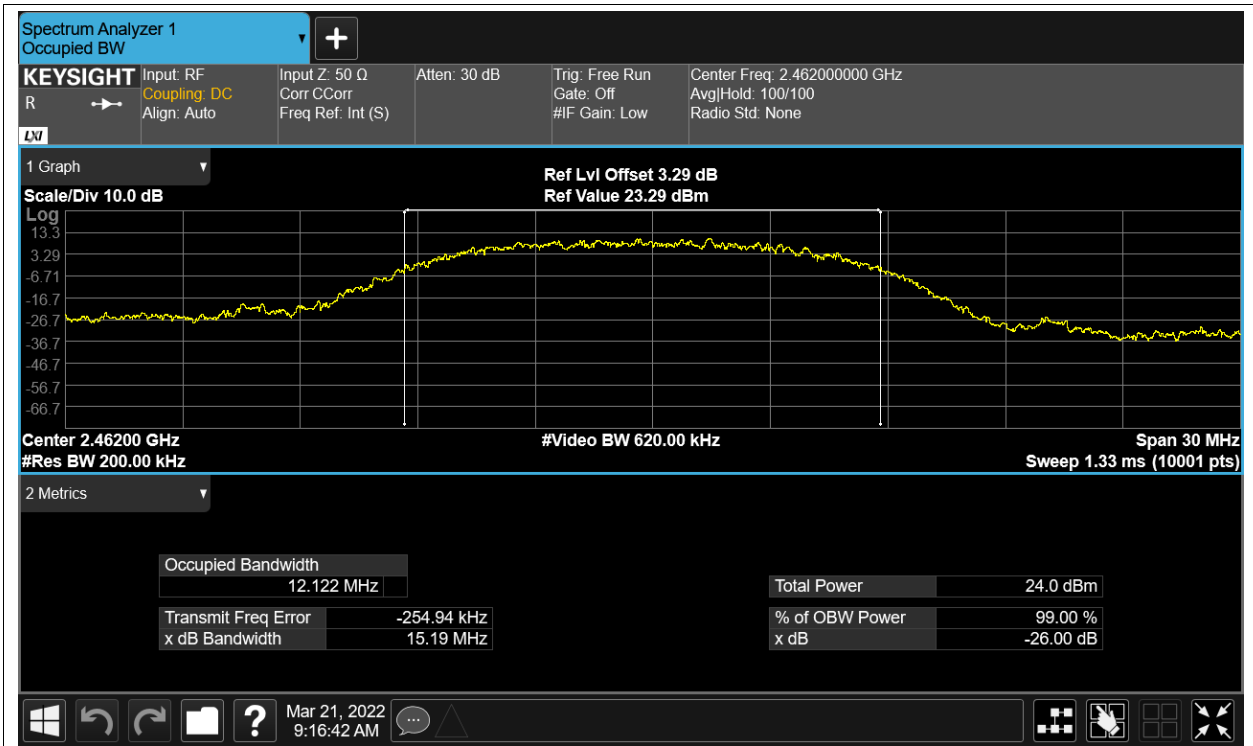 Spectrum Analyzer 1
Occupied BW
KEYSIGHT
R
LXI
Input: RF
Coupling: DC
Align: Auto
Input Z: 50 Ω
Corr CCorr
Freq Ref: Int (S)
Atten: 30 dB
Trig: Free Run
Gate: Off
#IF Gain: Low
Center Freq: 2.462000000 GHz
Avg|Hold: 100/100
Radio Std: None
1 Graph
Scale/Div 10.0 dB
Ref Lvl Offset 3.29 dB
Ref Value 23.29 dBm
Log
13.3
3.29
-6.71
-16.7
-26.7
-36.7
-46.7
-56.7
-66.7
Center 2.46200 GHz
#Video BW 620.00 kHz
Span 30 MHz
#Res BW 200.00 kHz
Sweep 1.33 ms (10001 pts)
2 Metrics
Occupied Bandwidth
12.122 MHz
Total Power 24.0 dBm
Transmit Freq Error -254.94 kHz
% of OBW Power 99.00 %
x dB Bandwidth 15.19 MHz
x dB -26.00 dB
Mar 21, 2022
9:16:42 AM